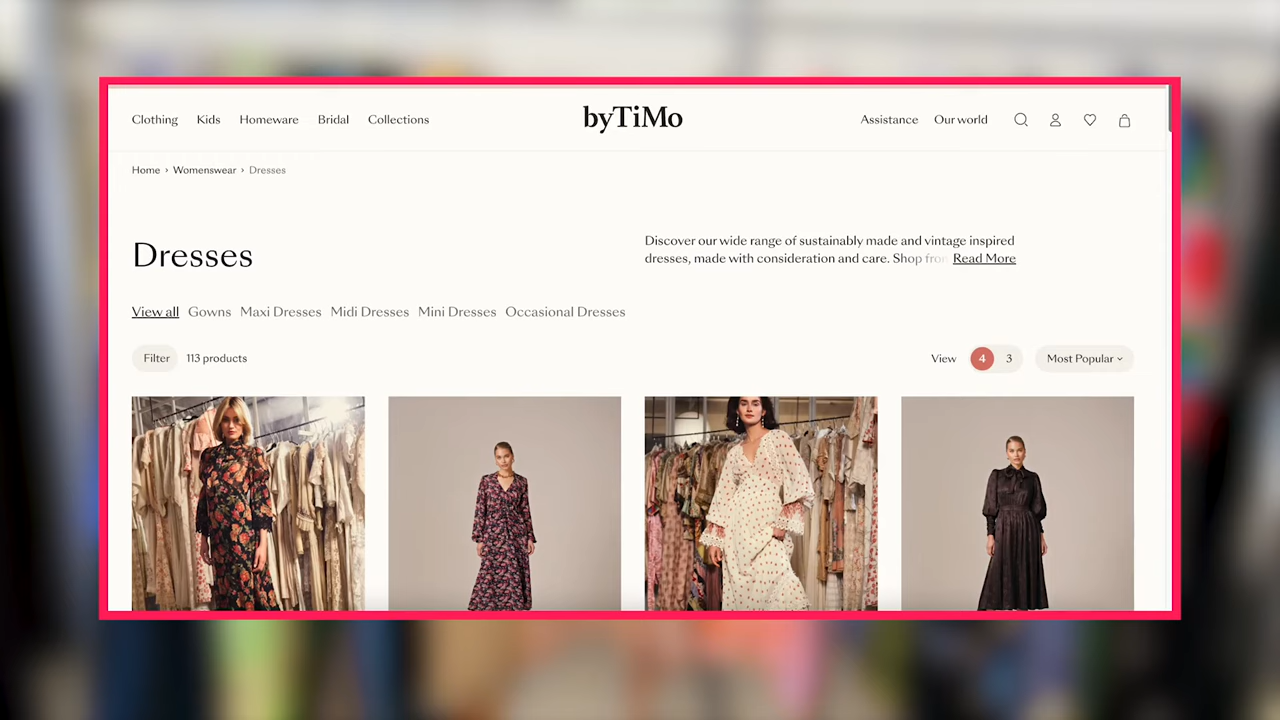 Clothing Kids Homeware Bridal Collections
byTiMo
Assistance Our world
Home › Womenswear › Dresses
Dresses
Discover our wide range of sustainably made and vintage inspired
dresses, made with consideration and care. Shop from Read More
View all Gowns Maxi Dresses Midi Dresses Mini Dresses Occasional Dresses
Filter 113 products
View 4 3 Most Popular